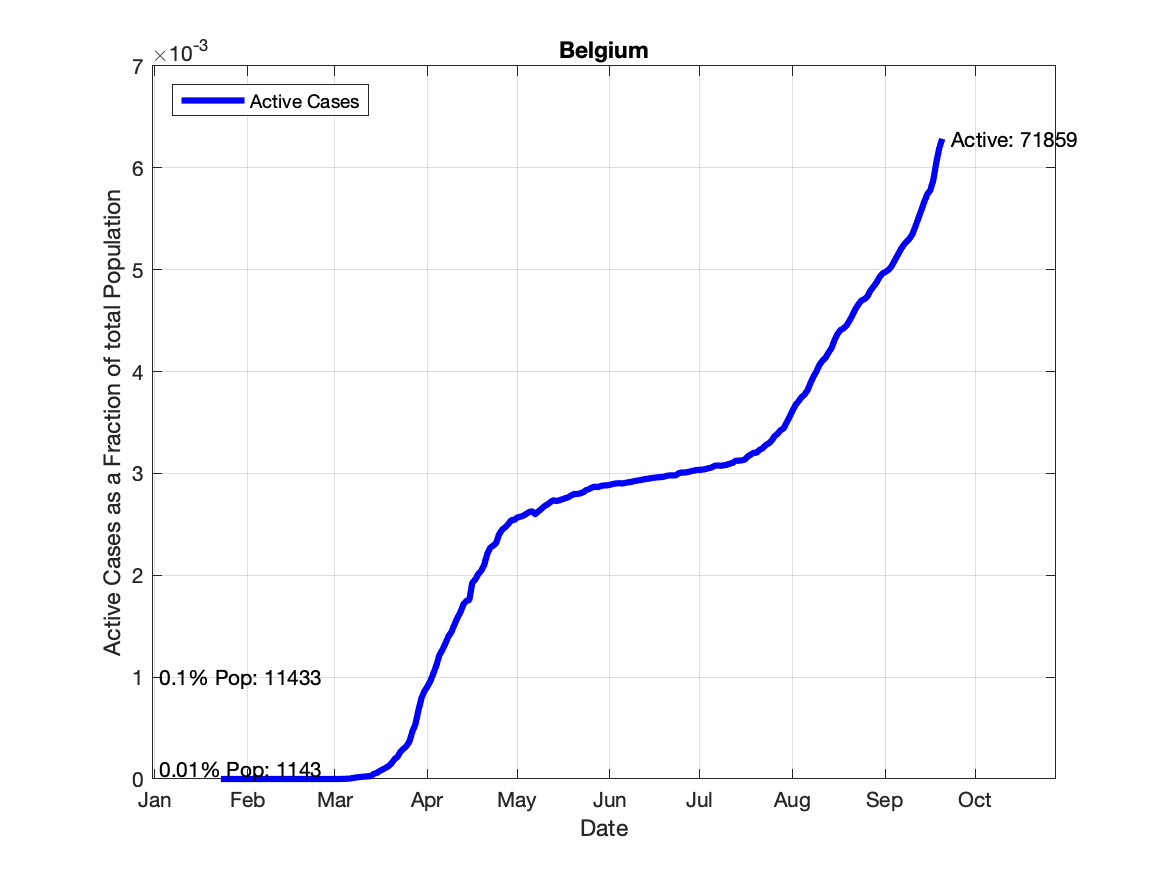 Belgium
×10-3
7
6
5
4
3
2
1
0
Active Cases
Active: 71859
0.1% Pop: 11433
0.01% Pop: 1143
Active Cases as a Fraction of total Population
Jan Feb Mar Apr May Jun Jul Aug Sep Oct
Date